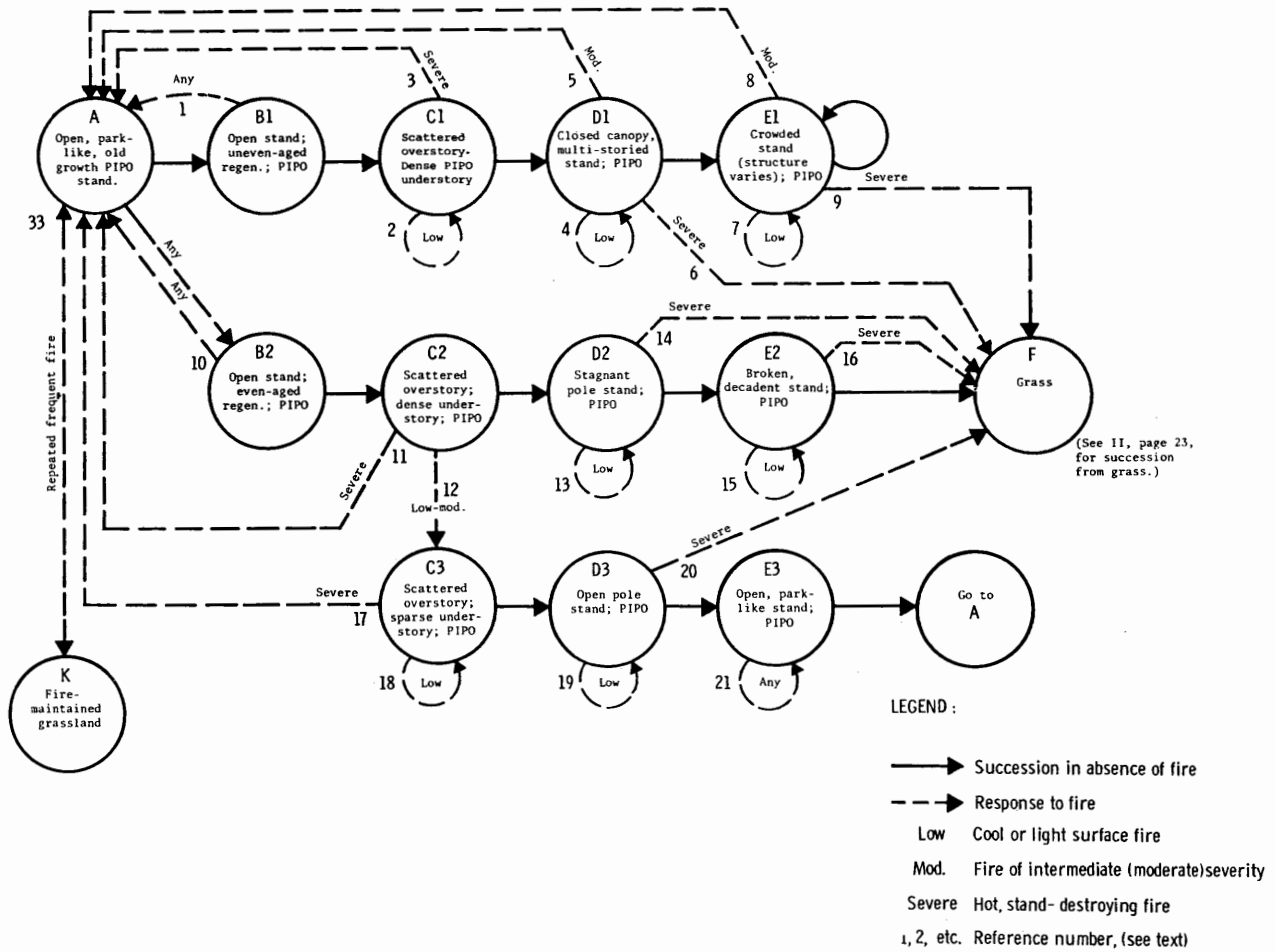 Any
1
3
Severe
5
Mod.
8
Mod.
A
Open, park-
like, old
growth PIPO
stand.
B1
Open stand;
uneven-aged
regen.; PIPO
C1
Scattered
overstory-
Dense PIPO
understory
D1
Closed canopy,
multi-storied
stand; PIPO
E1
Crowded
stand
(structure
varies); PIPO
Severe
9
33
2
Low
4
Low
7
Low
Severe
6
Any
Any
10
B2
Open stand;
even-aged
regen.; PIPO
C2
Scattered
overstory;
dense under-
story; PIPO
D2
Stagnant
pole stand;
PIPO
Severe
14
E2
Broken,
decadent stand;
PIPO
Severe
16
F
Grass
(See II, page 23,
for succession
from grass.)
Repeated frequent fire
11
Severe
12
Low-mod.
13
Low
15
Low
Severe
20
Severe
17
C3
Scattered
overstory;
sparse under-
story; PIPO
D3
Open pole
stand; PIPO
E3
Open, park-
like stand;
PIPO
Go to
A
18
Low
19
Low
21
Any
K
Fire-
maintained
grassland
LEGEND :
Succession in absence of fire
Response to fire
Low Cool or light surface fire
Mod. Fire of intermediate (moderate) severity
Severe Hot, stand- destroying fire
1, 2, etc. Reference number, (see text)